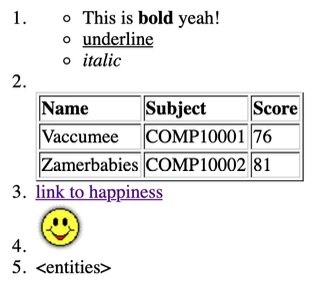 1. ○ This is bold yeah!
○ underline
○ italic
2.
Name Subject Score
Vaccumee COMP10001 76
Zamerbabies COMP10002 81
3. link to happiness
4.
5. <entities>